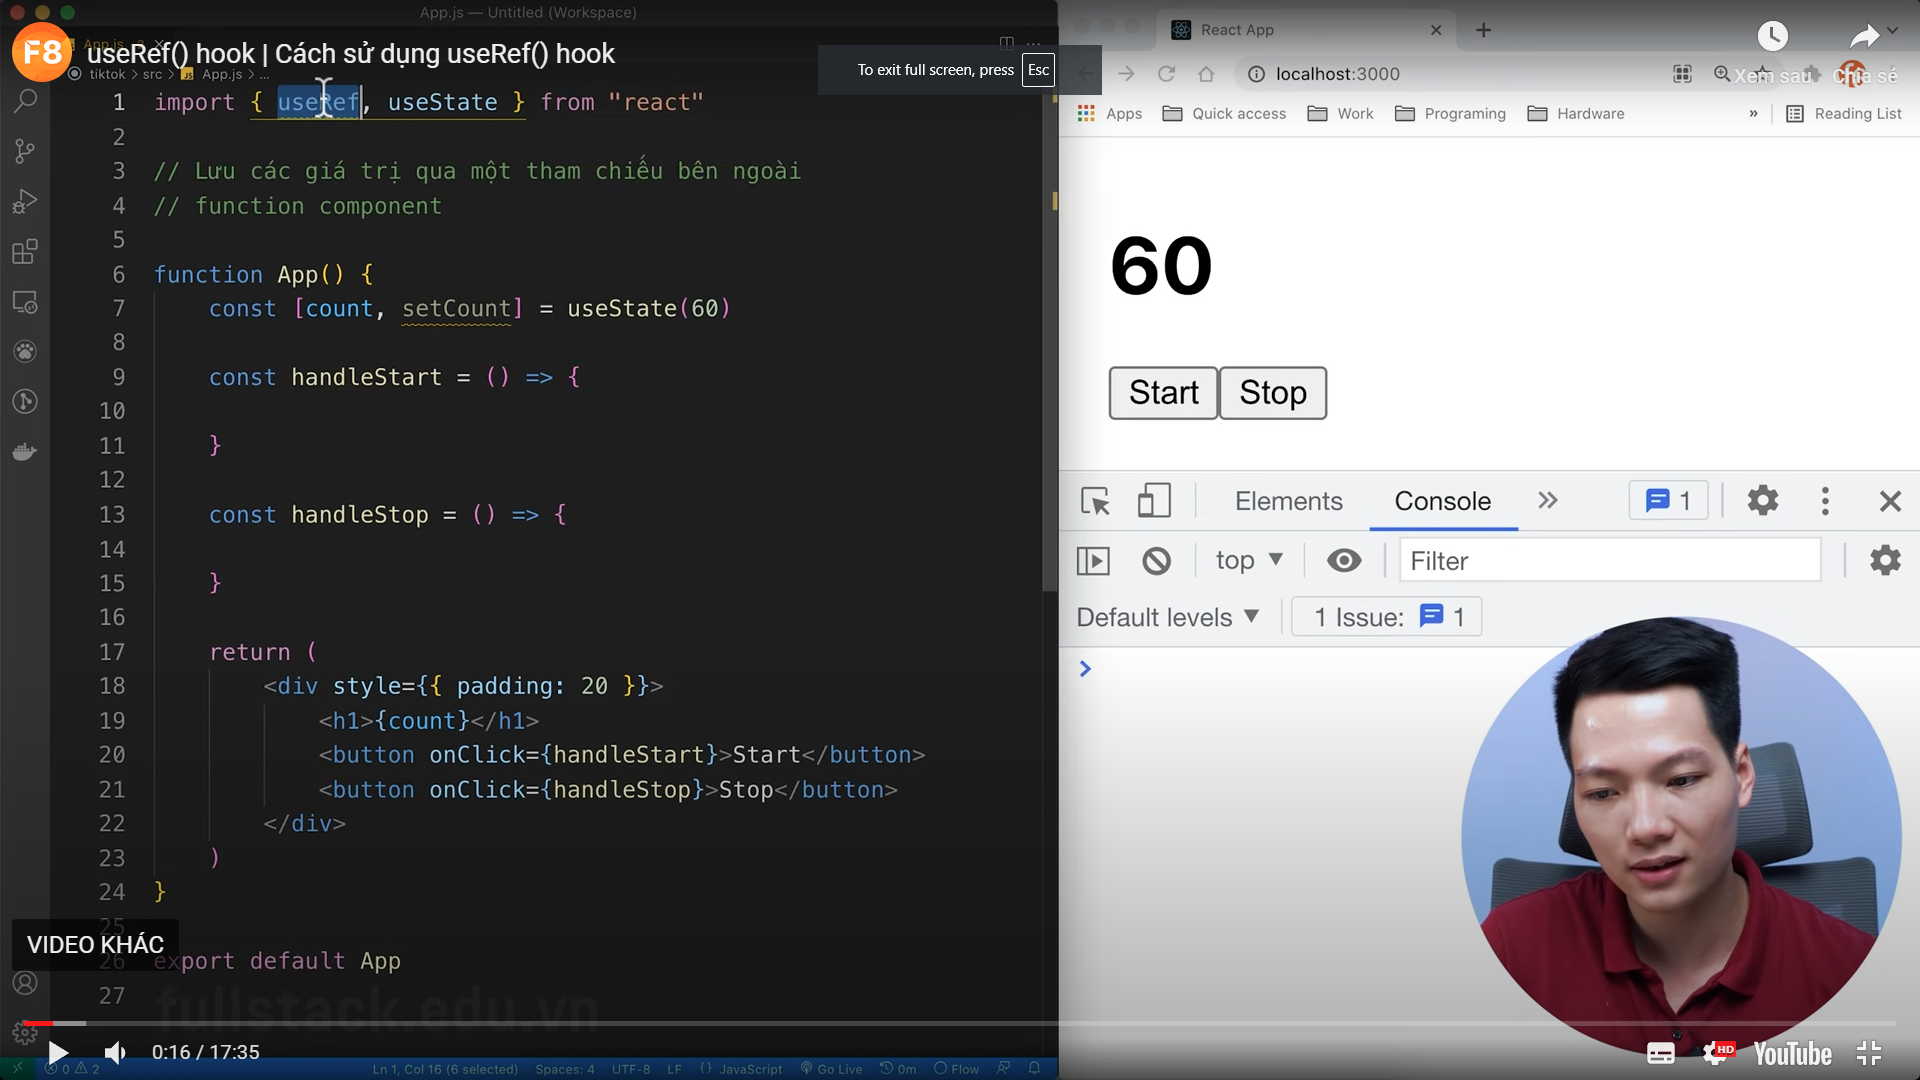 App.js — Untitled (Workspace)
F8
useRef() hook | Cách sử dụng useRef() hook
tiktok > src > JS App.js > ...
To exit full screen, press Esc
1 import { useRef, useState } from "react"
2
3 // Lưu các giá trị qua một tham chiếu bên ngoài
4 // function component
5
6 function App() {
7 const [count, setCount] = useState(60)
8
9 const handleStart = () => {
10
11 }
12
13 const handleStop = () => {
14
15 }
16
17 return (
18 <div style={{ padding: 20 }}>
19 <h1>{count}</h1>
20 <button onClick={handleStart}>Start</button>
21 <button onClick={handleStop}>Stop</button>
22 </div>
23 )
24 }
25
26 export default App
27
VIDEO KHÁC
fullstack.edu.vn
0:16 / 17:35
0 2
Ln 1, Col 16 (6 selected) Spaces: 4 UTF-8 LF {} JavaScript Go Live 0m Flow
React App
localhost:3000
Xem sau Chia sẻ
Apps Quick access Work Programing Hardware » Reading List
60
Start Stop
Elements Console » 1
top Filter
Default levels 1 Issue: 1
HD YouTube